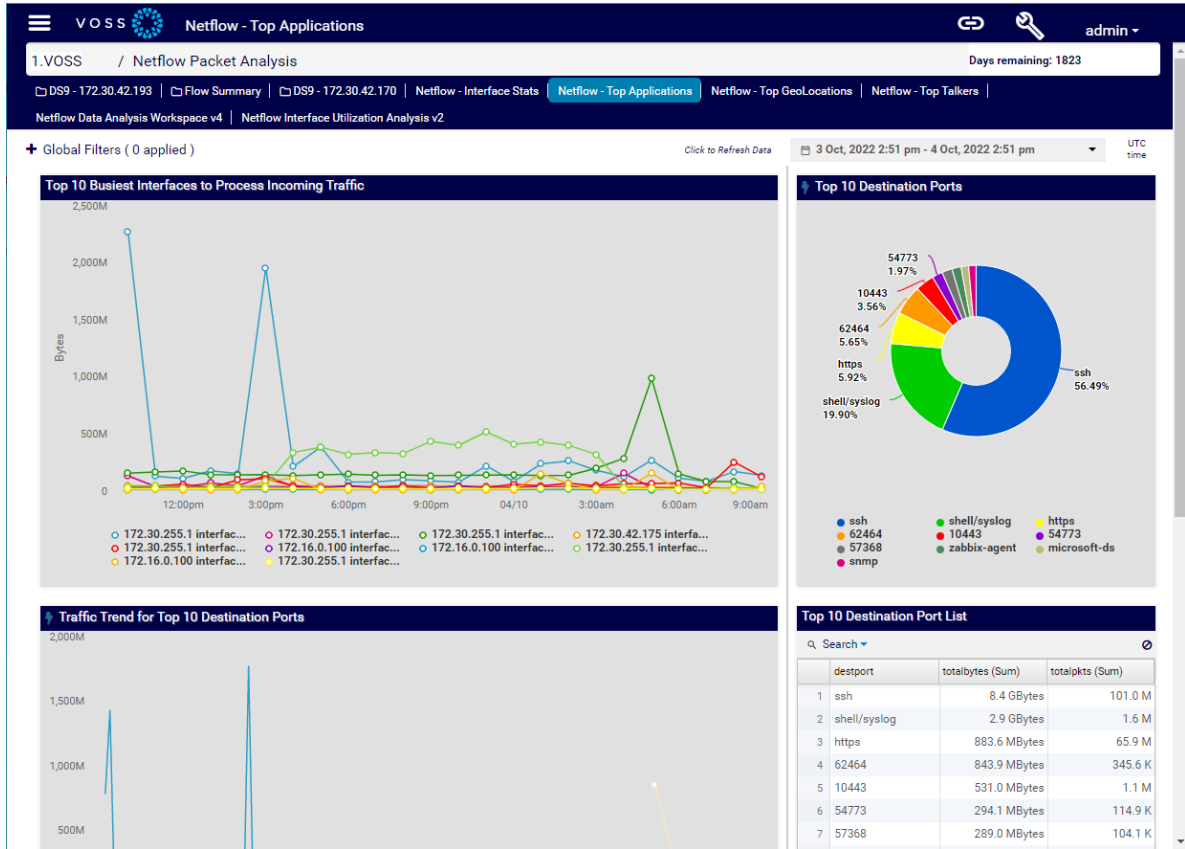 VOSS Netflow - Top Applications admin
1.VOSS / Netflow Packet Analysis Days remaining: 1823
DS9 - 172.30.42.193 Flow Summary DS9 - 172.30.42.170 Netflow - Interface Stats Netflow - Top Applications Netflow - Top GeoLocations Netflow - Top Talkers
Netflow Data Analysis Workspace v4 Netflow Interface Utilization Analysis v2
Global Filters ( 0 applied ) Click to Refresh Data 3 Oct, 2022 2:51 pm - 4 Oct, 2022 2:51 pm UTC time
Top 10 Busiest Interfaces to Process Incoming Traffic
2,500M
2,000M
1,500M
1,000M
500M
0
Bytes
12:00pm 3:00pm 6:00pm 9:00pm 04/10 3:00am 6:00am 9:00am
172.30.255.1 interfac... 172.30.255.1 interfac... 172.30.255.1 interfac... 172.30.42.175 interfa...
172.30.255.1 interfac... 172.16.0.100 interfac... 172.16.0.100 interfac... 172.30.255.1 interfac...
172.16.0.100 interfac... 172.30.255.1 interfac...
Top 10 Destination Ports
54773
1.97%
10443
3.56%
62464
5.65%
https
5.92%
shell/syslog
19.90%
ssh
56.49%
ssh shell/syslog https
62464 10443 54773
57368 zabbix-agent microsoft-ds
snmp
Traffic Trend for Top 10 Destination Ports
2,000M
1,500M
1,000M
500M
Top 10 Destination Port List
Search
destport totalbytes (Sum) totalpkts (Sum)
1 ssh 8.4 GBytes 101.0 M
2 shell/syslog 2.9 GBytes 1.6 M
3 https 883.6 MBytes 65.9 M
4 62464 843.9 MBytes 345.6 K
5 10443 531.0 MBytes 1.1 M
6 54773 294.1 MBytes 114.9 K
7 57368 289.0 MBytes 104.1 K